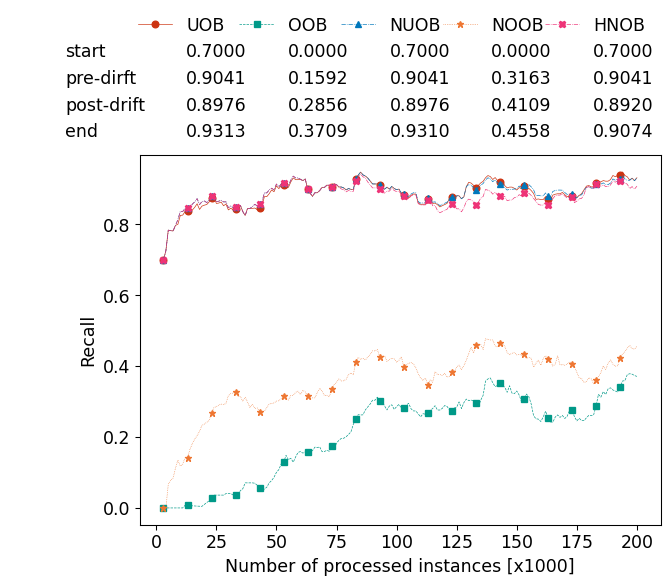 UOB OOB NUOB NOOB HNOB
start 0.7000 0.0000 0.7000 0.0000 0.7000
pre-dirft 0.9041 0.1592 0.9041 0.3163 0.9041
post-drift 0.8976 0.2856 0.8976 0.4109 0.8920
end 0.9313 0.3709 0.9310 0.4558 0.9074
0.8
0.6
0.4
0.2
0.0
Recall
0 25 50 75 100 125 150 175 200
Number of processed instances [x1000]